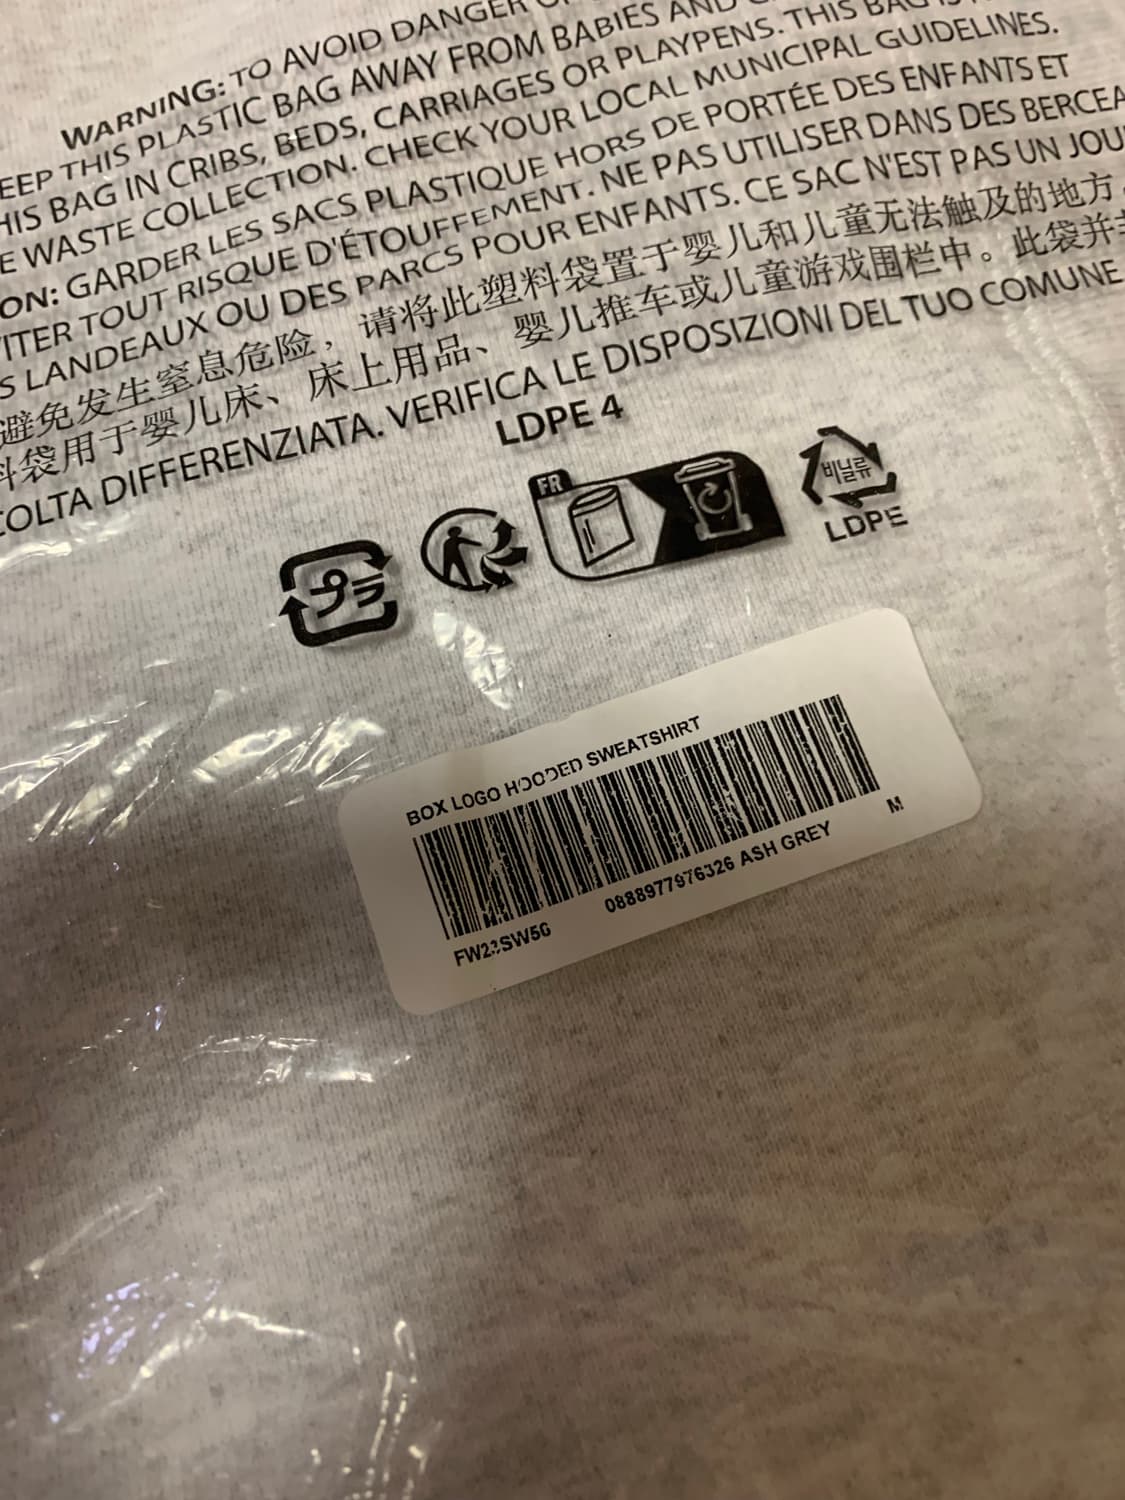 WARNING: TO AVOID DANGER
KEEP THIS PLASTIC BAG AWAY FROM BABIES AND
THIS BAG IN CRIBS, BEDS, CARRIAGES OR PLAYPENS. THIS BAG IS
WASTE COLLECTION. CHECK YOUR LOCAL MUNICIPAL GUIDELINES.
ON: GARDER LES SACS PLASTIQUE HORS DE PORTÉE DES ENFANTS ET
VITER TOUT RISQUE D'ÉTOUFFEMENT. NE PAS UTILISER DANS DES BERCEA
S LANDEAUX OU DES PARCS POUR ENFANTS. CE SAC N'EST PAS UN JOU
避免发生窒息危险，请将此塑料袋置于婴儿和儿童无法触及的地方。
料袋用于婴儿床、床上用品、婴儿推车或儿童游戏围栏中。此袋并非
COLTA DIFFERENZIATA. VERIFICA LE DISPOSIZIONI DEL TUO COMUNE
LDPE 4
プラ
FR
비닐류
LDPE
BOX LOGO HOODED SWEATSHIRT
M
0888977976326 ASH GREY
FW23SW56